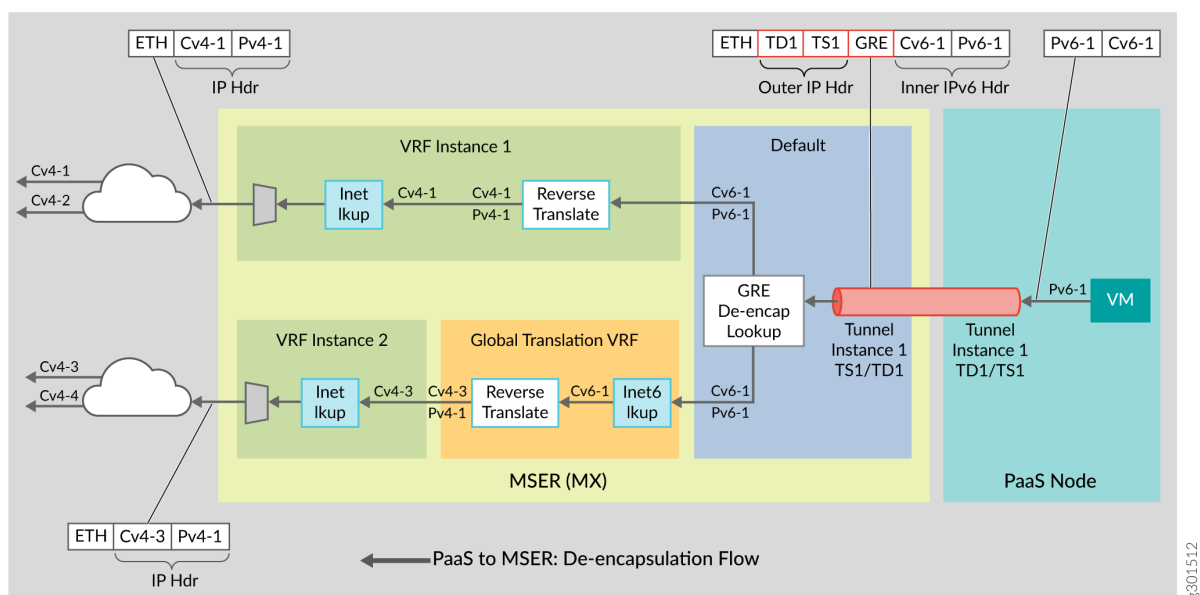 ETH Cv4-1 Pv4-1
IP Hdr
ETH TD1 TS1 GRE Cv6-1 Pv6-1
Outer IP Hdr
Inner IPv6 Hdr
Pv6-1 Cv6-1
VRF Instance 1
Default
Cv4-1
Cv4-2
Inet
lkup
Cv4-1
Cv4-1
Pv4-1
Reverse
Translate
Cv6-1
Pv6-1
GRE
De-encap
Lookup
Tunnel
Instance 1
TS1/TD1
Tunnel
Instance 1
TD1/TS1
Pv6-1
VM
VRF Instance 2
Global Translation VRF
Cv4-3
Cv4-4
Inet
lkup
Cv4-3
Cv4-3
Pv4-1
Reverse
Translate
Cv6-1
Inet6
lkup
Cv6-1
Pv6-1
MSER (MX)
PaaS Node
ETH Cv4-3 Pv4-1
IP Hdr
PaaS to MSER: De-encapsulation Flow
g301512